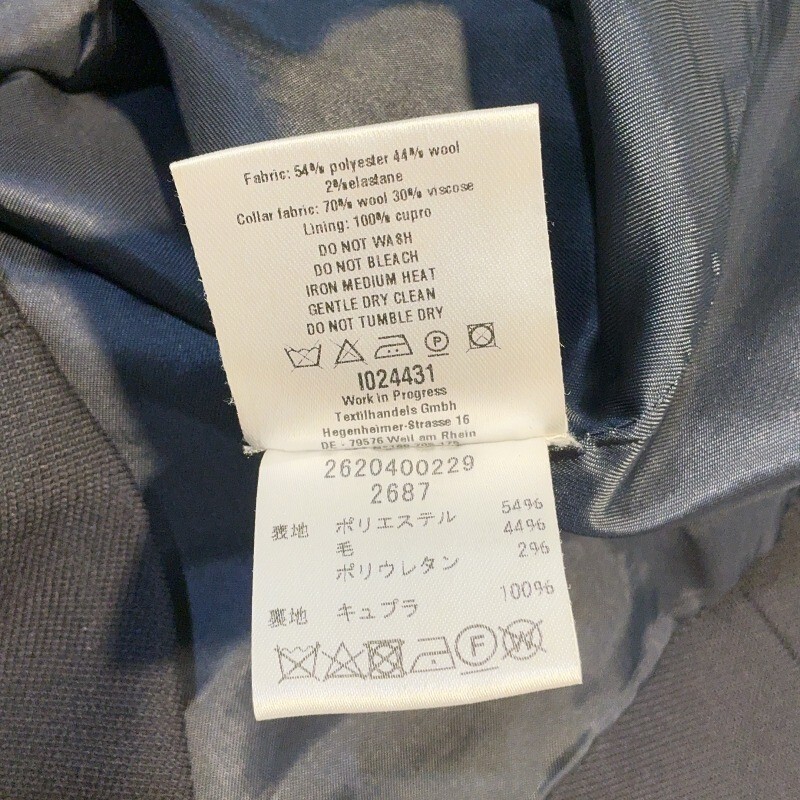 Fabric: 54% polyester 44% wool
2%elastane
Collar fabric: 70% wool 30% viscose
Lining: 100% cupro
DO NOT WASH
DO NOT BLEACH
IRON MEDIUM HEAT
GENTLE DRY CLEAN
DO NOT TUMBLE DRY
P
I024431
Work in Progress
Textilhandels GmbH
Hegenheimer-Strasse 16
DE - 79576 Weil am Rhein
2620400229
2687
表地 ポリエステル 54%
毛 44%
ポリウレタン 2%
裏地 キュプラ 100%
F W